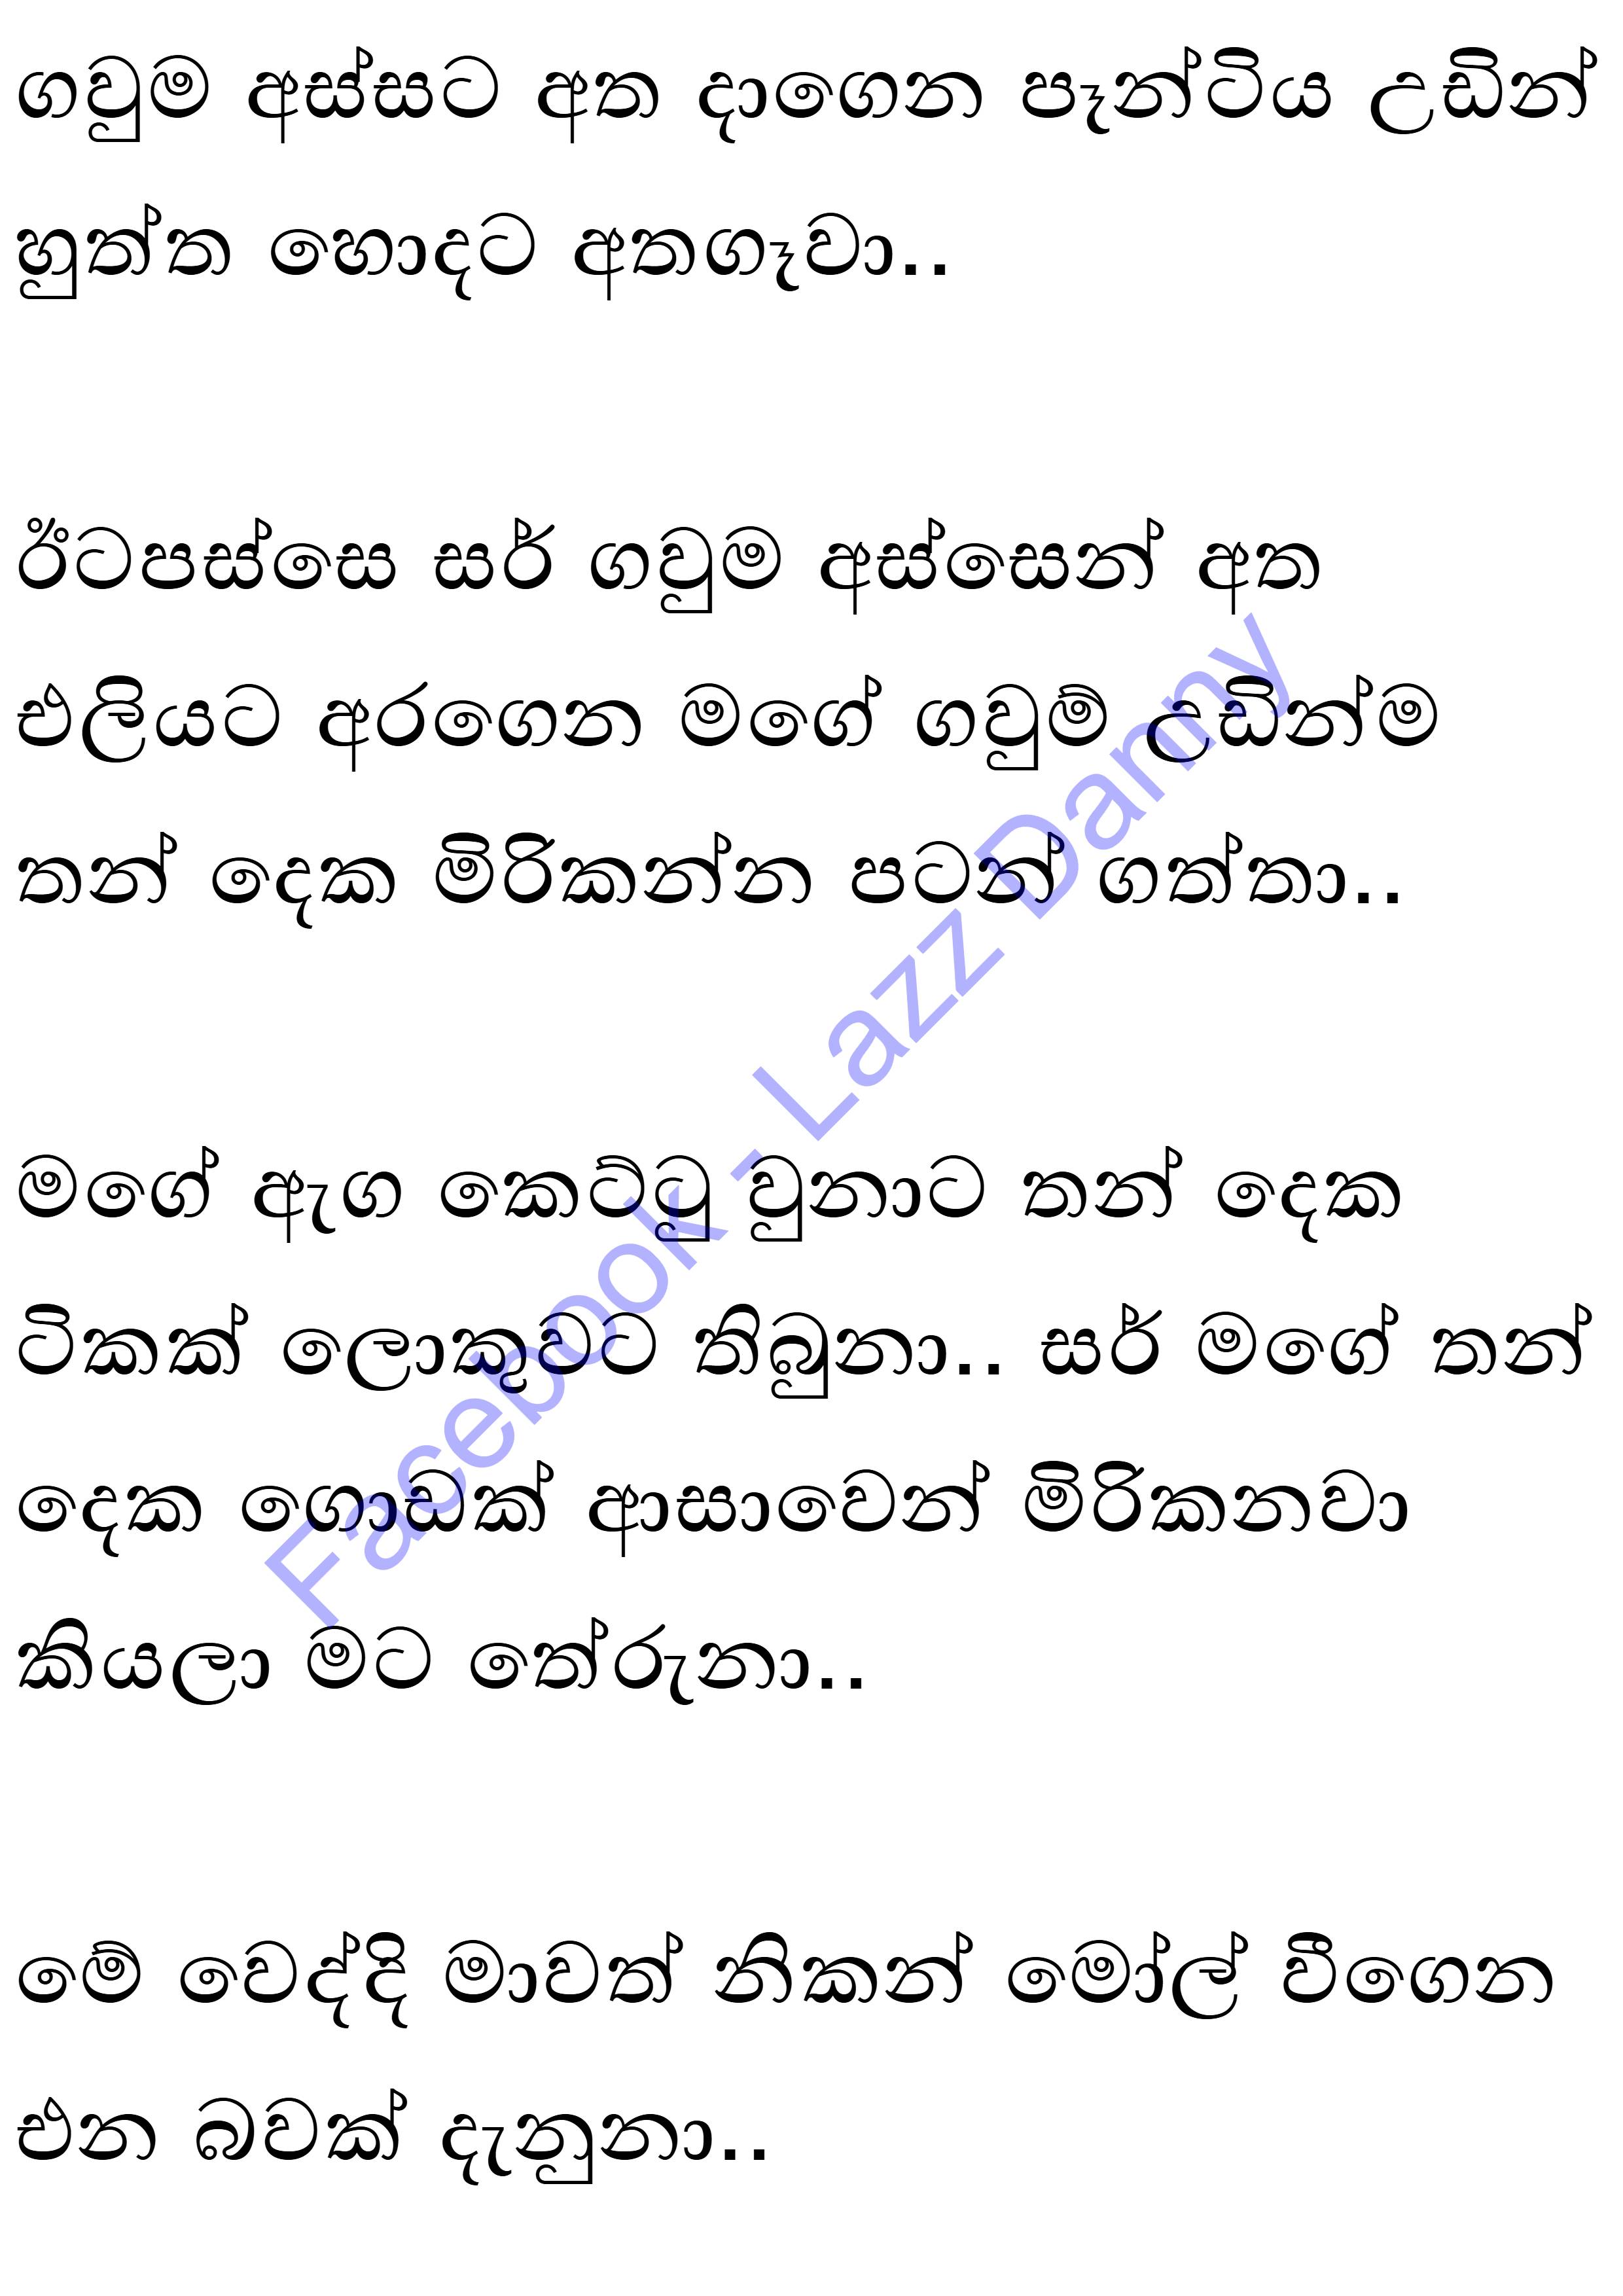 ගවුම අස්සට අත දාගෙන පෑන්ටිය උඩින්
හුත්ත හොදට අතගෑවා..
ඊටපස්සෙ සර් ගවුම අස්සෙන් අත
එලියට අරගෙන මගේ ගවුම් උඩින්ම
තන් දෙක මිරිකන්න පටන් ගත්තා..
මගේ ඇග කෙට්ටු වුනාට තන් දෙක
ටිකක් ලොකුවට තිබුනා.. සර් මගේ තන්
දෙක ගොඩක් ආසාවෙන් මිරිකනවා
කියලා මට තේරුනා..
මේ වෙද්දි මාවත් නිකන් මෝල් වීගෙන
එන බවක් දැනුනා..
Facebook - Lazz Danny